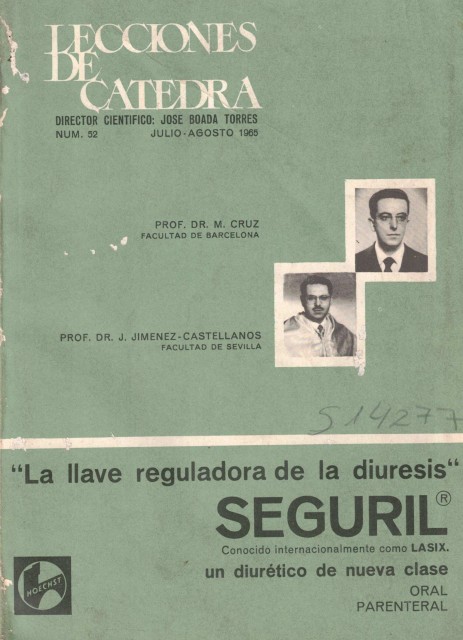 LECCIONES
DE
CATEDRA
DIRECTOR CIENTIFICO: JOSE BOADA TORRES
NUM. 52 JULIO-AGOSTO 1965
PROF. DR. M. CRUZ
FACULTAD DE BARCELONA
PROF. DR. J. JIMENEZ-CASTELLANOS
FACULTAD DE SEVILLA
S14277
"La llave reguladora de la diuresis"
SEGURIL®
Conocido internacionalmente como LASIX.
un diurético de nueva clase
HOECHST
ORAL
PARENTERAL